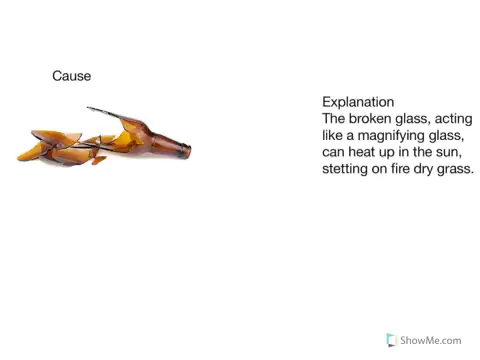 Cause
Explanation
The broken glass, acting
like a magnifying glass,
can heat up in the sun,
stetting on fire dry grass.
ShowMe.com